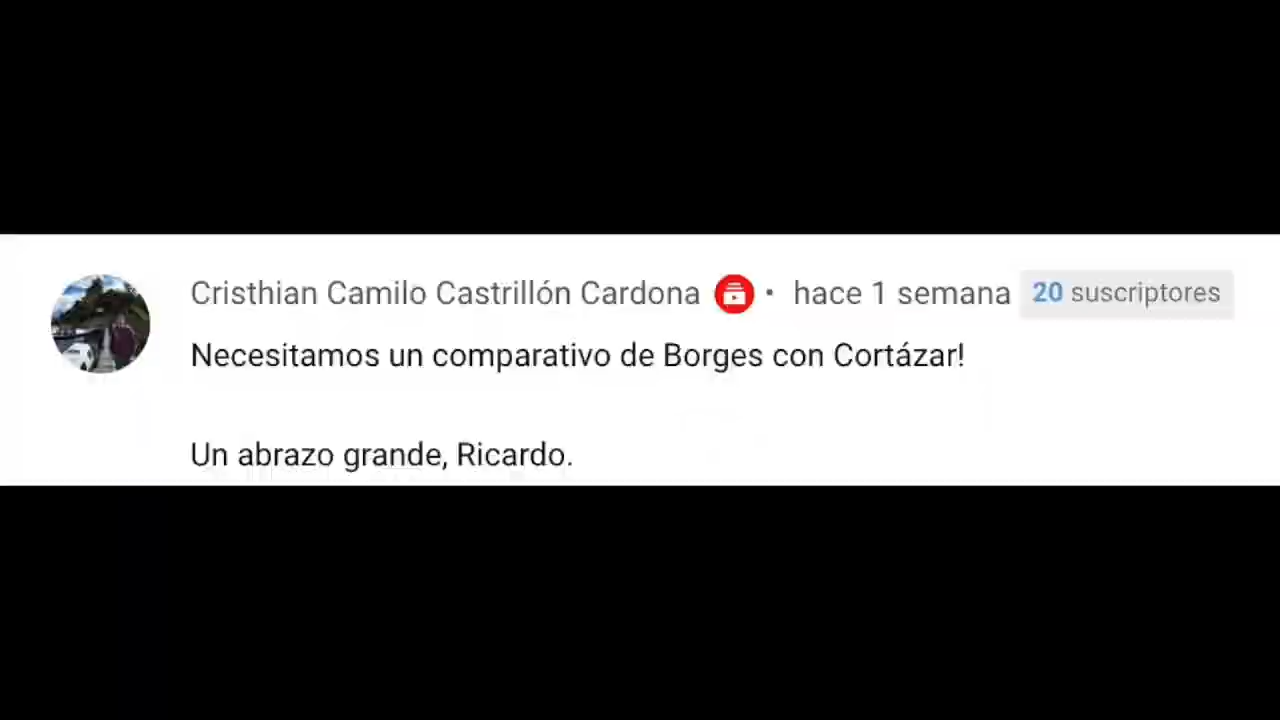 Cristhian Camilo Castrillón Cardona • hace 1 semana 20 suscriptores
Necesitamos un comparativo de Borges con Cortázar!
Un abrazo grande, Ricardo.